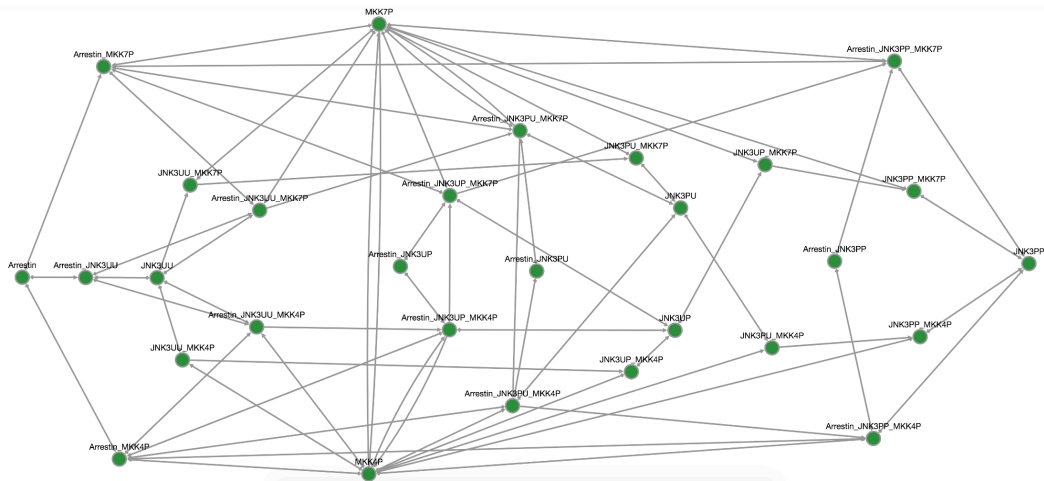 MKK7P
Arrestin_MKK7P
Arrestin_JNK3PP_MKK7P
Arrestin_JNK3PU_MKK7P
JNK3PU_MKK7P
JNK3UP_MKK7P
JNK3UU_MKK7P
Arrestin_JNK3UP_MKK7P
JNK3PP_MKK7P
Arrestin_JNK3UU_MKK7P
JNK3PU
Arrestin_JNK3UP
Arrestin_JNK3PU
Arrestin_JNK3PP
JNK3PP
Arrestin
Arrestin_JNK3UU
JNK3UU
Arrestin_JNK3UU_MKK4P
Arrestin_JNK3UP_MKK4P
JNK3UP
JNK3PU_MKK4P
JNK3PP_MKK4P
JNK3UU_MKK4P
JNK3UP_MKK4P
Arrestin_JNK3PU_MKK4P
Arrestin_JNK3PP_MKK4P
Arrestin_MKK4P
MKK4P